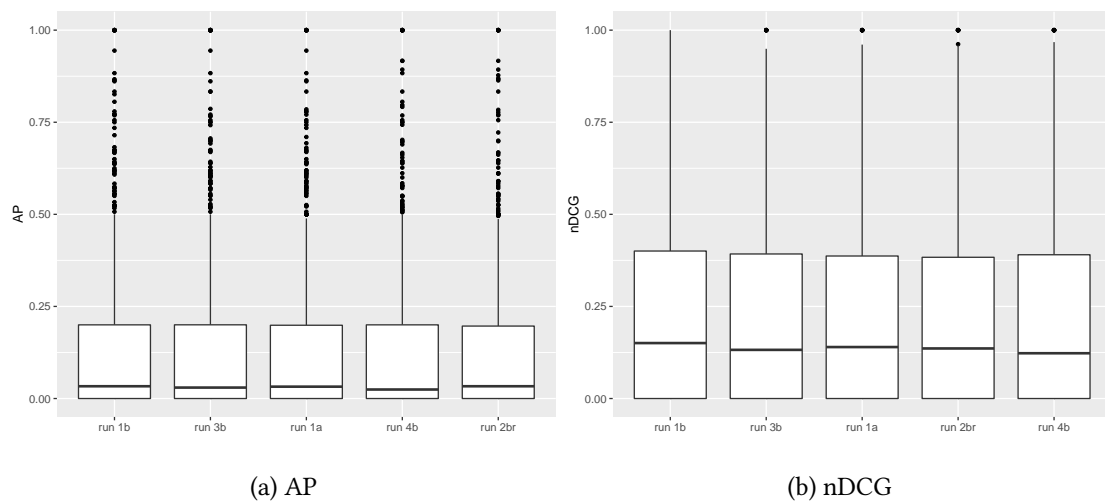 1.00
0.75
0.50
0.25
0.00
AP
run 1b run 3b run 1a run 4b run 2br
(a) AP
1.00
0.75
0.50
0.25
0.00
nDCG
run 1b run 3b run 1a run 2br run 4b
(b) nDCG